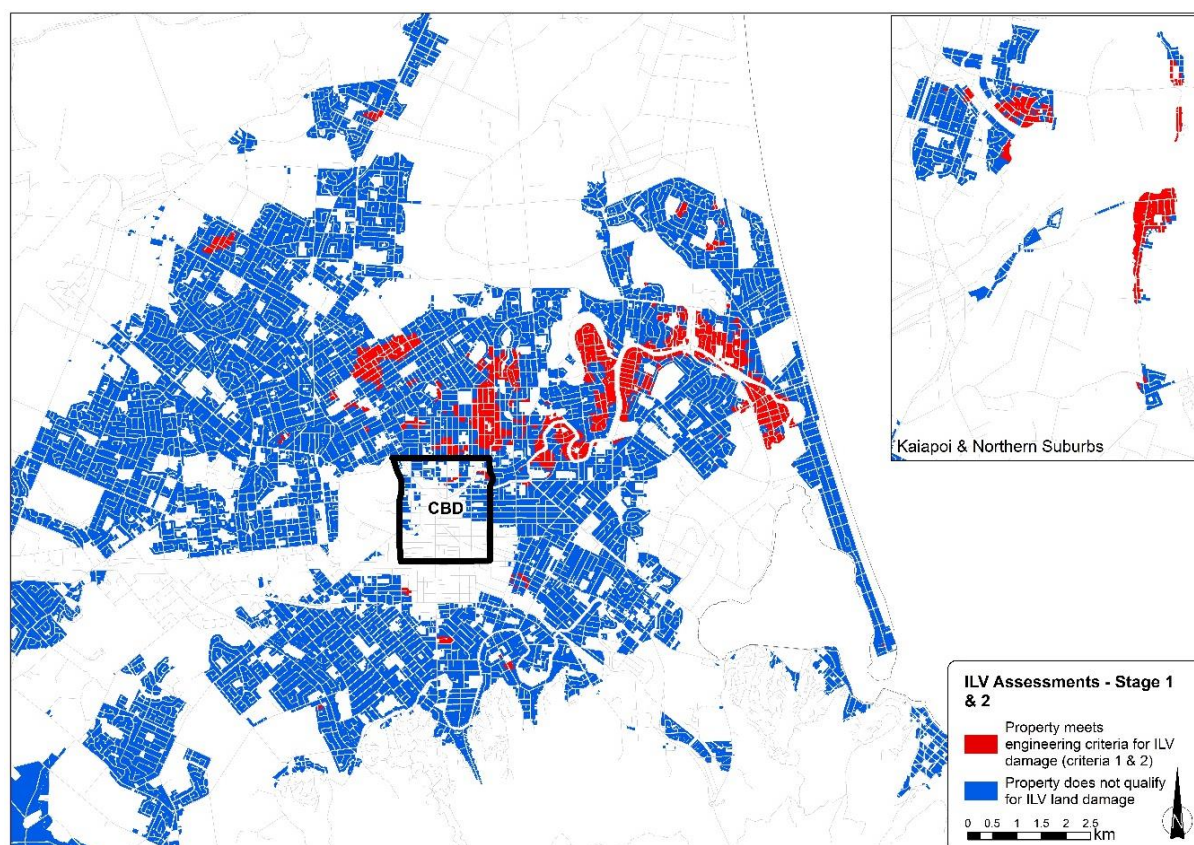 Kaiapoi & Northern Suburbs
CBD
ILV Assessments - Stage 1
& 2
Property meets
engineering criteria for ILV
damage (criteria 1 & 2)
Property does not qualify
for ILV land damage
N
0 0.5 1 1.5 2 2.5
km